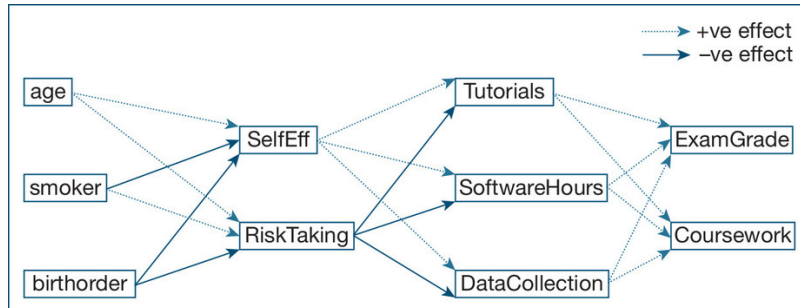 +ve effect
–ve effect
age
smoker
birthorder
SelfEff
RiskTaking
Tutorials
SoftwareHours
DataCollection
ExamGrade
Coursework